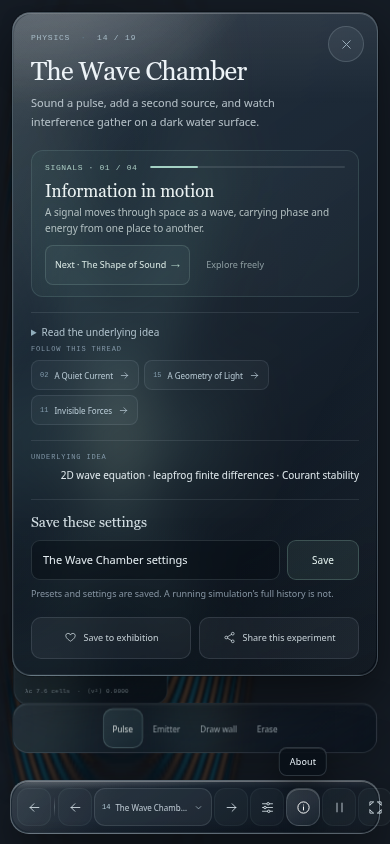 PHYSICS · 14 / 19
The Wave Chamber
Sound a pulse, add a second source, and watch
interference gather on a dark water surface.
SIGNALS · 01 / 04
Information in motion
A signal moves through space as a wave, carrying phase and
energy from one place to another.
Next · The Shape of Sound →
Explore freely
Read the underlying idea
FOLLOW THIS THREAD
02 A Quiet Current →
15 A Geometry of Light →
11 Invisible Forces →
UNDERLYING IDEA
2D wave equation · leapfrog finite differences · Courant stability
Save these settings
The Wave Chamber settings
Save
Presets and settings are saved. A running simulation's full history is not.
Save to exhibition
Share this experiment
7.6 cells · 0.0000
Pulse
Emitter
Draw wall
Erase
About
14 The Wave Chamb...